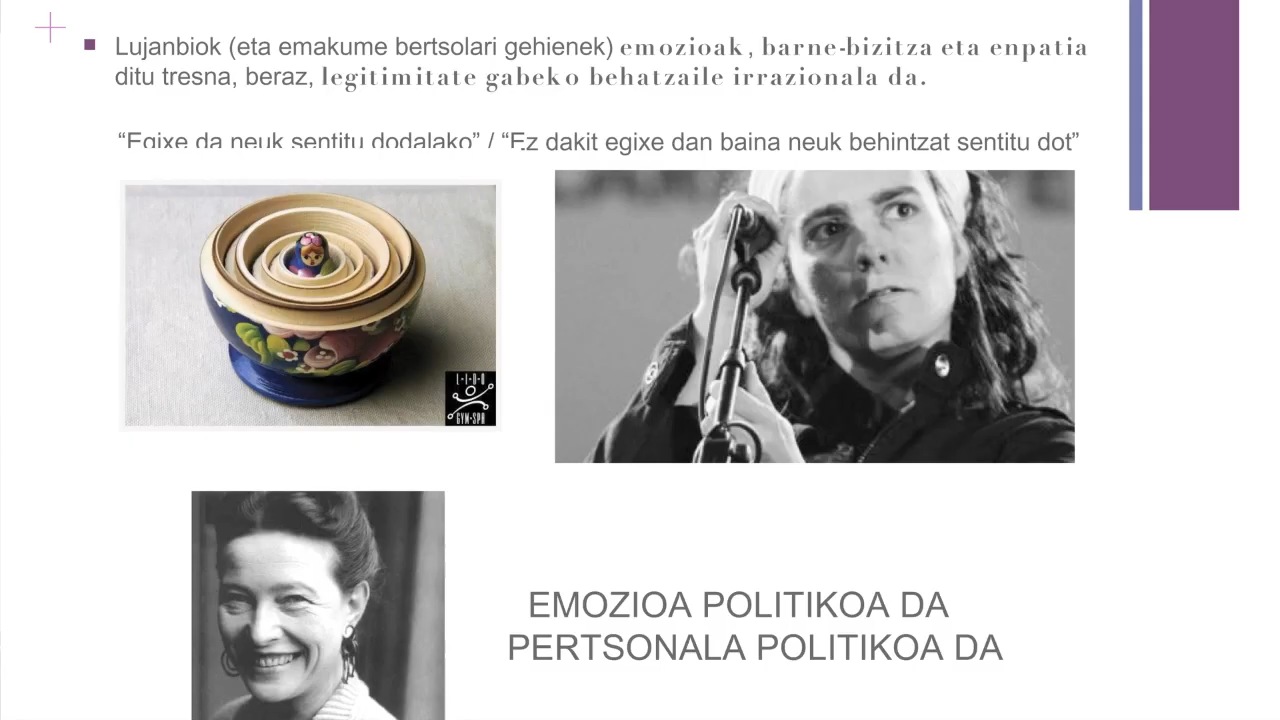 Lujanbiok (eta emakume bertsolari gehienek) emozioak, barne-bizitza eta enpatia
ditu tresna, beraz, legitimitate gabeko behatzaile irrazionala da.
“Egixe da neuk sentitu dodalako” / “Ez dakit egixe dan baina neuk behintzat sentitu dot”
L·I·D·O
GYM·SPA
EMOZIOA POLITIKOA DA
PERTSONALA POLITIKOA DA